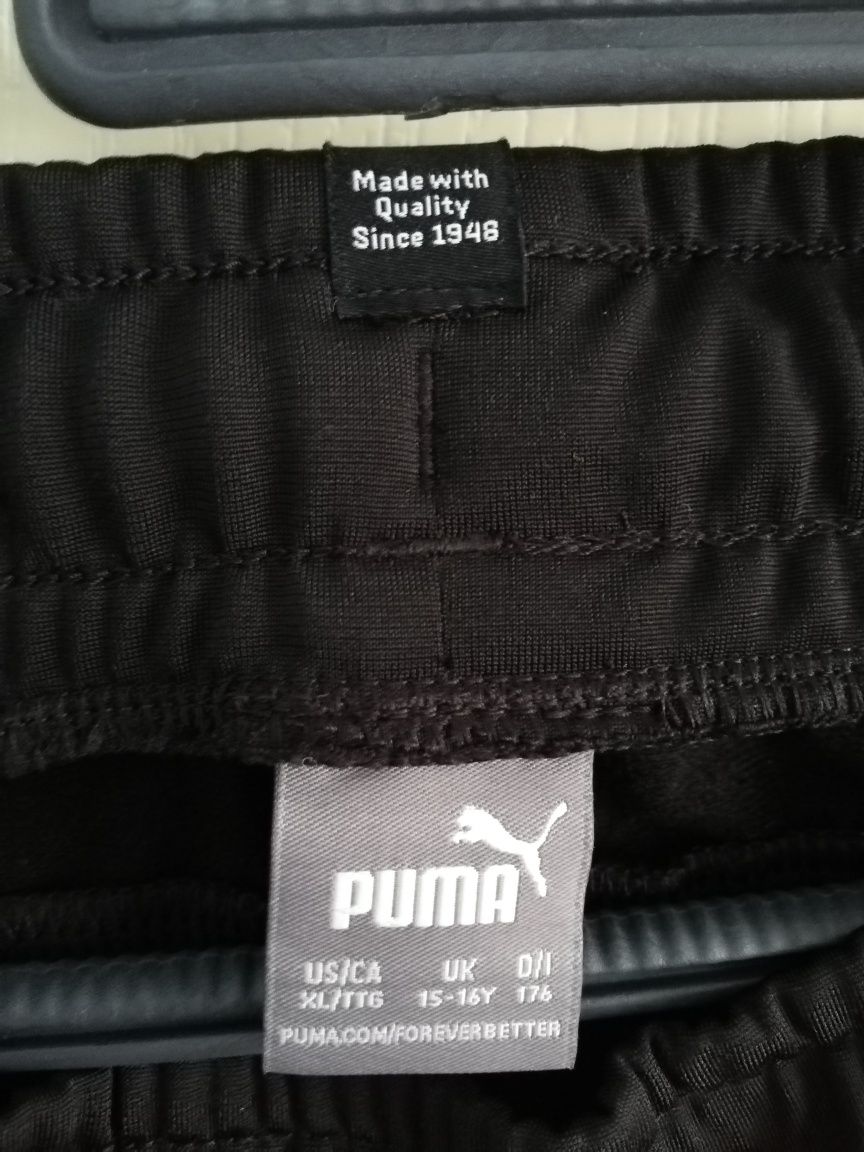 Made with
Quality
Since 1948
PUMA
US/CA UK D/I
XL/TTG 15-16Y 176
PUMA.COM/FOREVERBETTER